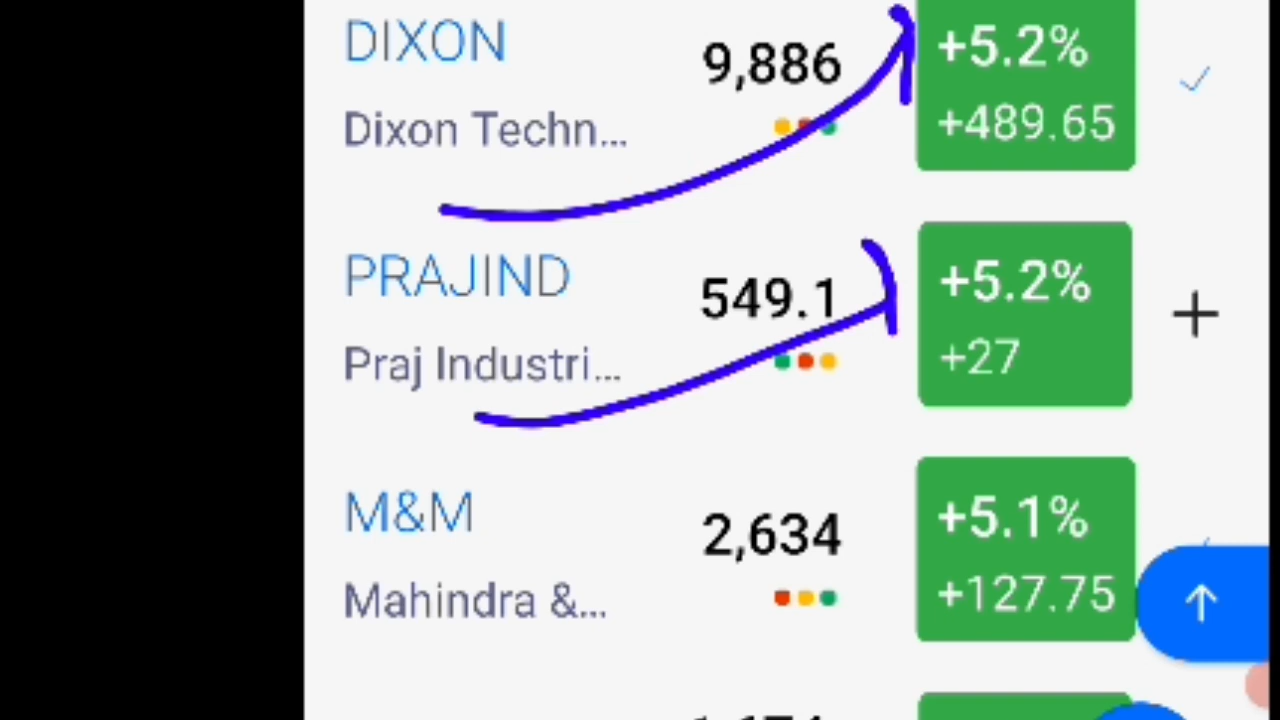 DIXON
9,886
+5.2%
Dixon Techn...
+489.65
PRAJIND
549.1
+5.2%
Praj Industri...
+27
M&M
2,634
+5.1%
Mahindra &...
+127.75